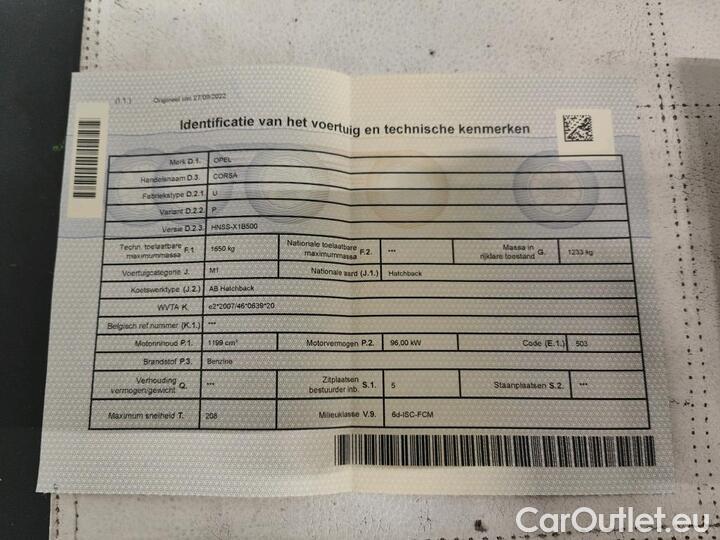 (I.1.) Origineel van 27/09/2022
Identificatie van het voertuig en technische kenmerken
Merk D.1. OPEL
Handelsnaam D.3. CORSA
Fabriekstype D.2.1. U
Variant D.2.2. P
Versie D.2.3. HNSS-X1B500
Techn. toelaatbare maximummassa F.1. 1650 kg Nationale toelaatbare maximummassa F.2. *** Massa in rijklare toestand G. 1233 kg
Voertuigcategorie J. M1 Nationale aard (J.1.) Hatchback
Koetswerktype (J.2.) AB Hatchback
WVTA K. e2*2007/46*0639*20
Belgisch ref.nummer (K.1.) ***
Motorinhoud P.1. 1199 cm³ Motorvermogen P.2. 96,00 kW Code (E.1.) 503
Brandstof P.3. Benzine
Verhouding vermogen/gewicht Q. *** Zitplaatsen bestuurder inb. S.1. 5 Staanplaatsen S.2. ***
Maximum snelheid T. 208 Milieuklasse V.9. 6d-ISC-FCM
CarOutlet.eu